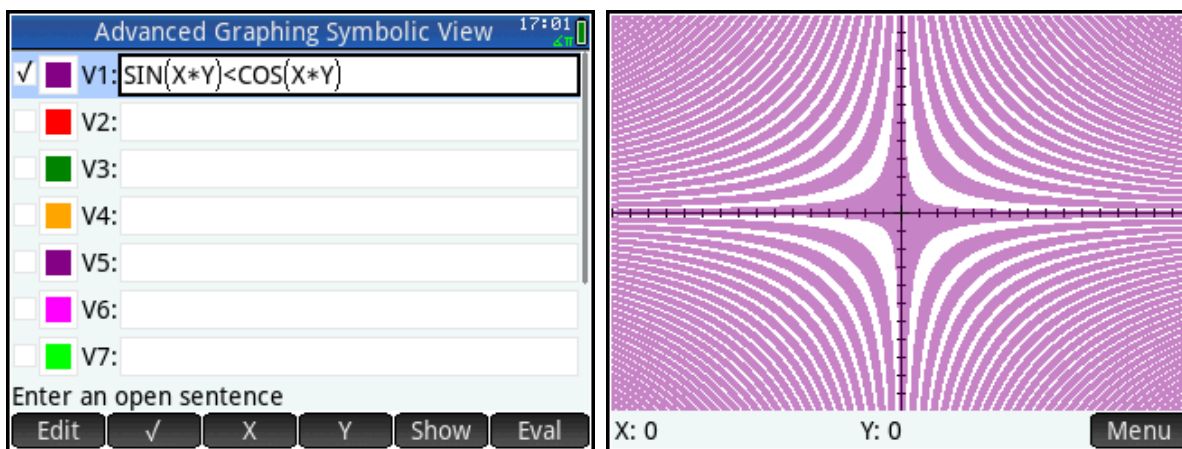 Advanced Graphing Symbolic View 17:01
∡π
√ V1: SIN(X*Y)<COS(X*Y)
V2:
V3:
V4:
V5:
V6:
V7:
Enter an open sentence
Edit √ X Y Show Eval
X: 0 Y: 0 Menu